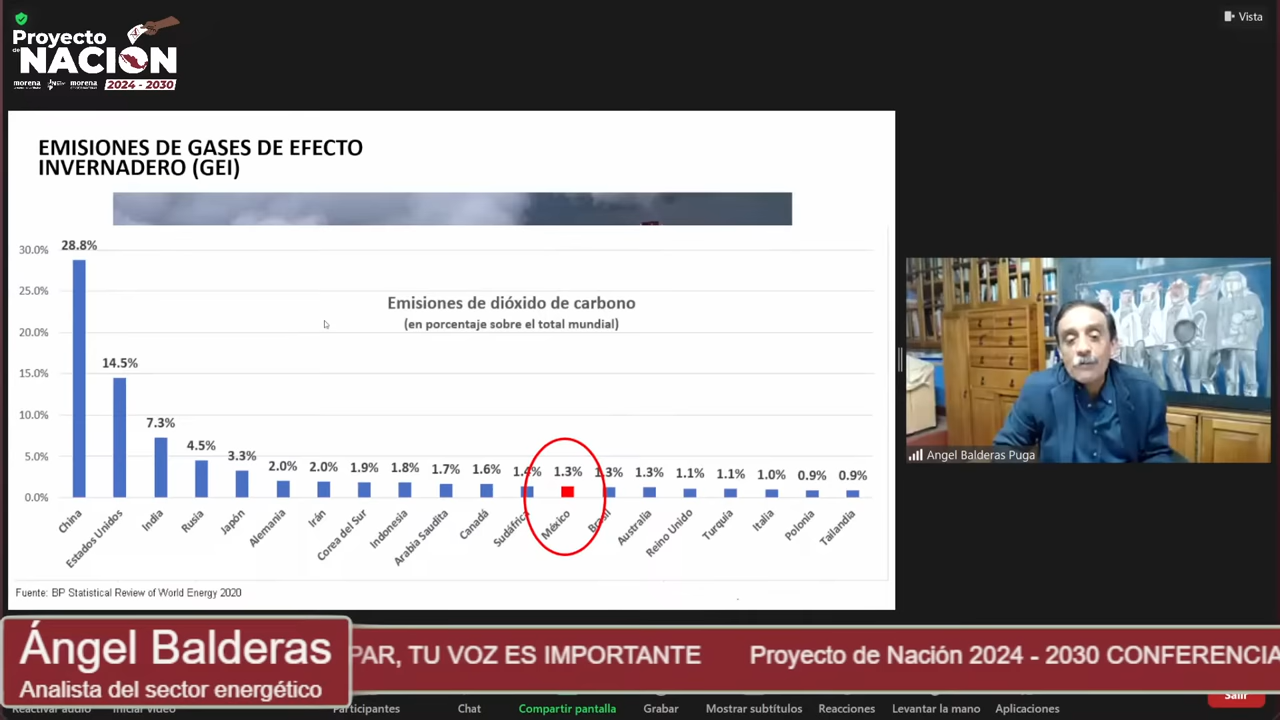 Vista
Proyecto
de
NACIÓN
morena
morena
2024 - 2030
EMISIONES DE GASES DE EFECTO
INVERNADERO (GEI)
Emisiones de dióxido de carbono
(en porcentaje sobre el total mundial)
30.0%
25.0%
20.0%
15.0%
10.0%
5.0%
0.0%
28.8%
14.5%
7.3%
4.5%
3.3%
2.0%
2.0%
1.9%
1.8%
1.7%
1.6%
1.4%
1.3%
1.3%
1.3%
1.1%
1.1%
1.0%
0.9%
0.9%
China
Estados Unidos
India
Rusia
Japón
Alemania
Irán
Corea del Sur
Indonesia
Arabia Saudita
Canadá
Sudáfrica
México
Brasil
Australia
Reino Unido
Turquía
Italia
Polonia
Tailandia
Fuente: BP Statistical Review of World Energy 2020
Angel Balderas Puga
Ángel Balderas
Analista del sector energético
PAR, TU VOZ ES IMPORTANTE Proyecto de Nación 2024 - 2030 CONFERENCIA
Reactivar audio Iniciar video Participantes Chat Compartir pantalla Grabar Mostrar subtítulos Reacciones Levantar la mano Aplicaciones Salir